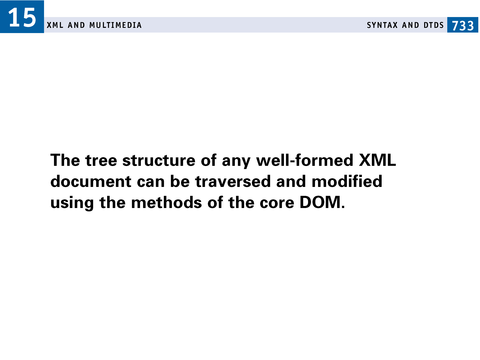 15 XML AND MULTIMEDIA SYNTAX AND DTDS 733
The tree structure of any well-formed XML
document can be traversed and modified
using the methods of the core DOM.